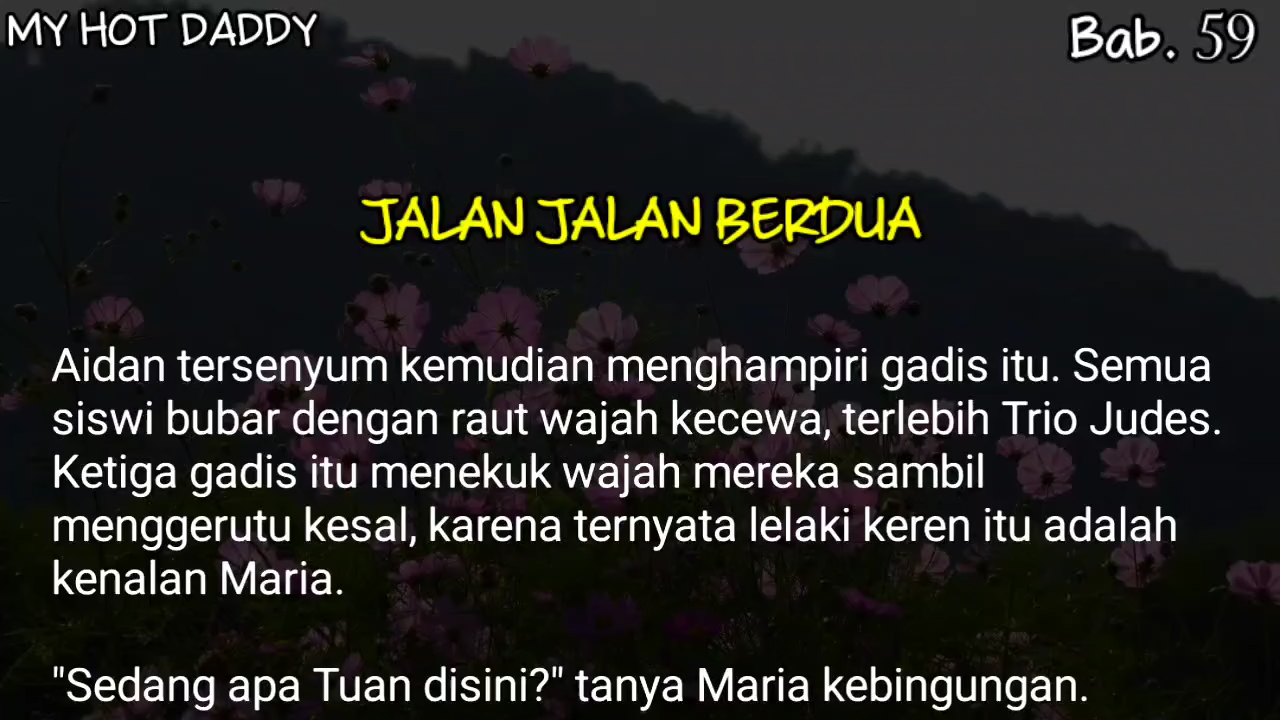 MY HOT DADDY
Bab. 59
JALAN JALAN BERDUA
Aidan tersenyum kemudian menghampiri gadis itu. Semua
siswi bubar dengan raut wajah kecewa, terlebih Trio Judes.
Ketiga gadis itu menekuk wajah mereka sambil
menggerutu kesal, karena ternyata lelaki keren itu adalah
kenalan Maria.
"Sedang apa Tuan disini?" tanya Maria kebingungan.